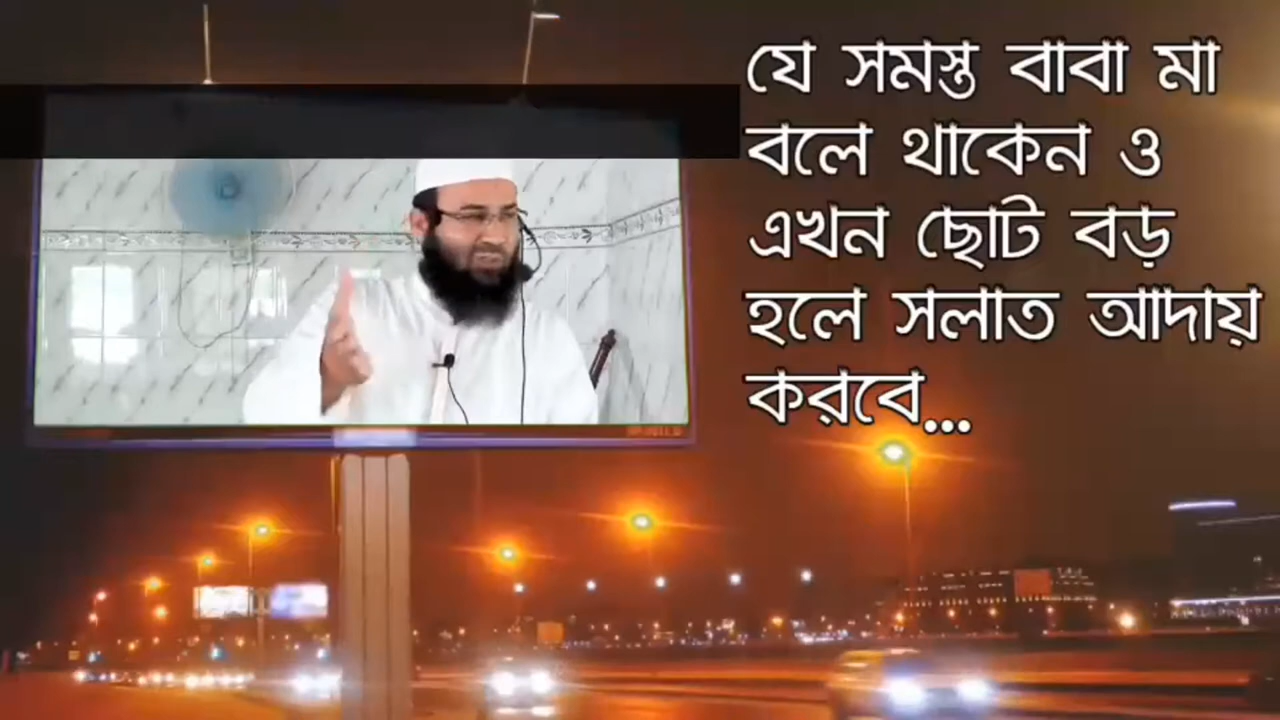 যে সমস্ত বাবা মা
বলে থাকেন ও
এখন ছোট বড়
হলে সলাত আদায়
করবে...